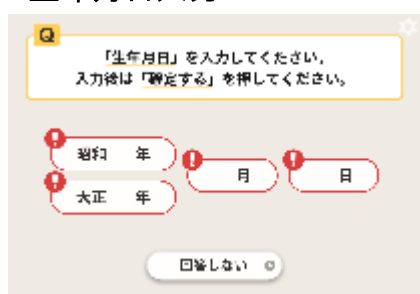 Q
「生年月日」を入力してください。
入力後は「確定する」を押してください。
昭和 年
大正 年
月
日
回答しない